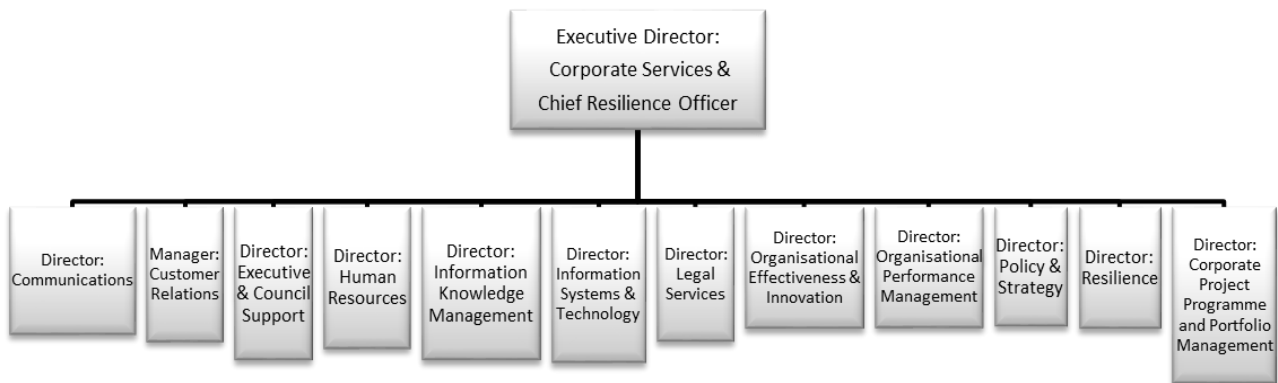 Executive Director:
Corporate Services &
Chief Resilience Officer
Director:
Communications
Manager:
Customer
Relations
Director:
Executive
& Council
Support
Director:
Human
Resources
Director:
Information
Knowledge
Management
Director:
Information
Systems &
Technology
Director:
Legal
Services
Director:
Organisational
Effectiveness &
Innovation
Director:
Organisational
Performance
Management
Director:
Policy &
Strategy
Director:
Resilience
Director:
Corporate
Project
Programme
and Portfolio
Management